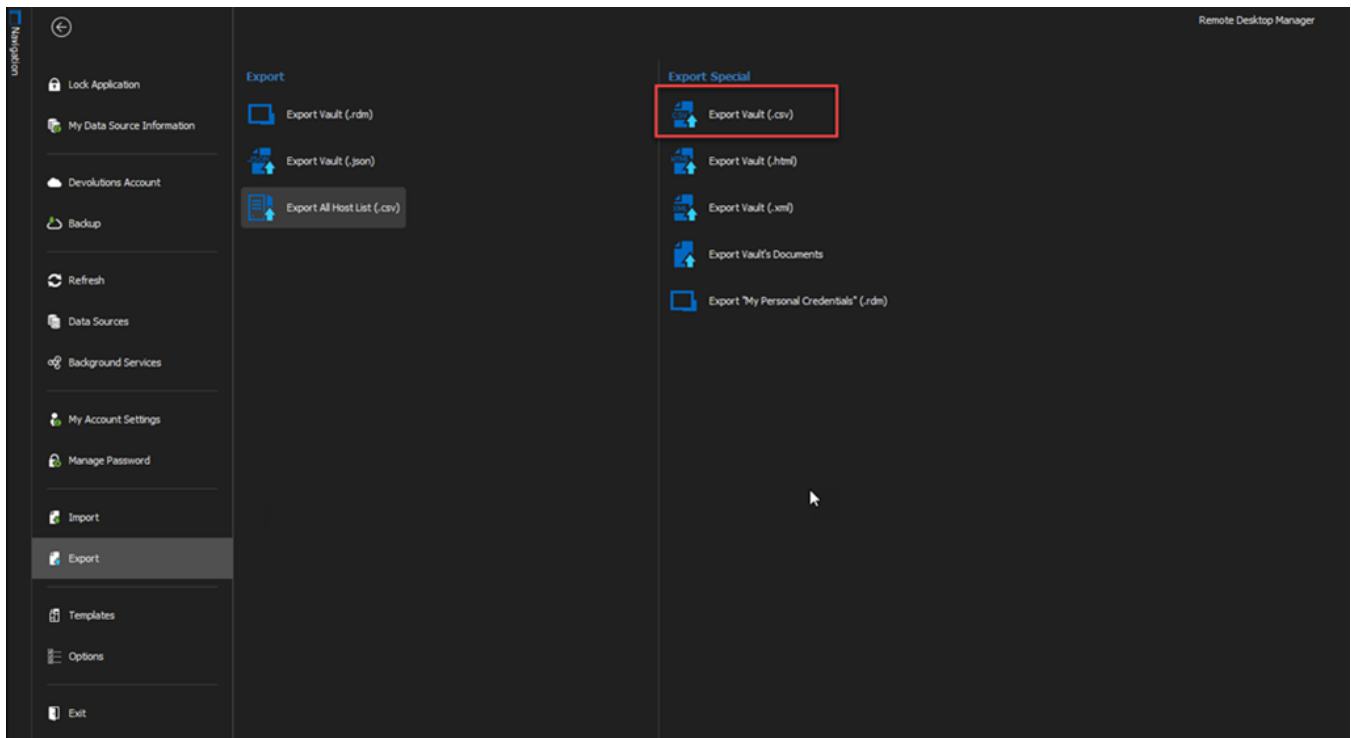 Navigation
Remote Desktop Manager
Lock Application
My Data Source Information
Devolutions Account
Backup
Refresh
Data Sources
Background Services
My Account Settings
Manage Password
Import
Export
Templates
Options
Exit
Export
Export Vault (.rdm)
Export Vault (.json)
Export All Host List (.csv)
Export Special
CSV
Export Vault (.csv)
HTML
Export Vault (.html)
XML
Export Vault (.xml)
Export Vault's Documents
Export "My Personal Credentials" (.rdm)